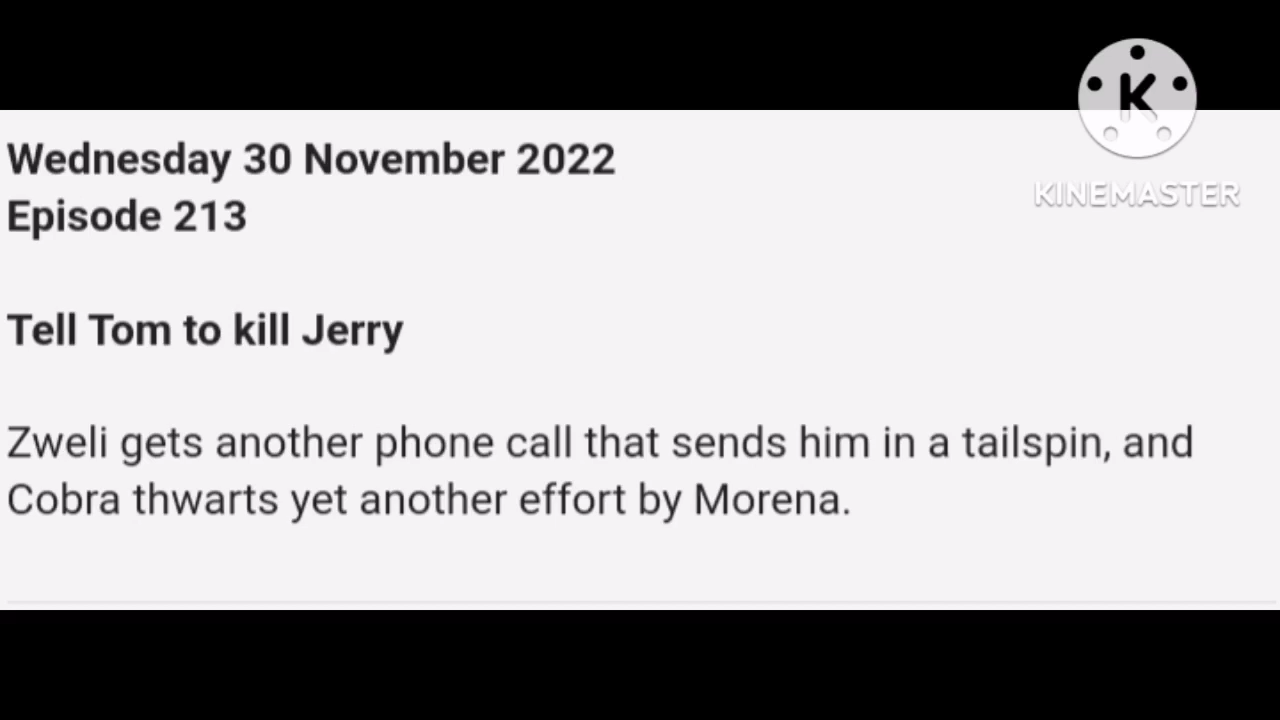 K
KINEMASTER
Wednesday 30 November 2022
Episode 213
Tell Tom to kill Jerry
Zweli gets another phone call that sends him in a tailspin, and
Cobra thwarts yet another effort by Morena.